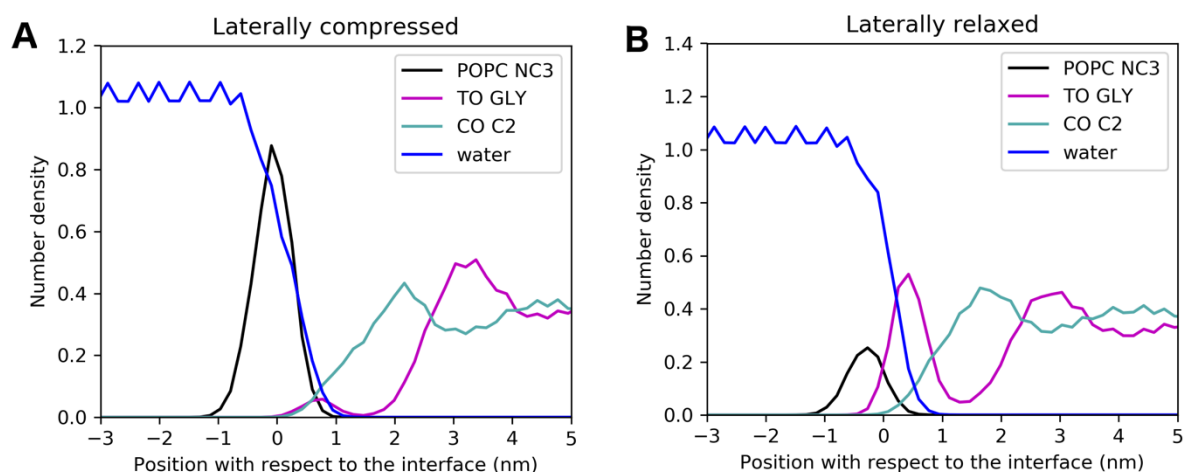 A
Laterally compressed
POPC NC3
TO GLY
CO C2
water
Number density
1.2
1.0
0.8
0.6
0.4
0.2
0.0
−3 −2 −1 0 1 2 3 4 5
Position with respect to the interface (nm)
B
Laterally relaxed
POPC NC3
TO GLY
CO C2
water
Number density
1.4
1.2
1.0
0.8
0.6
0.4
0.2
0.0
−3 −2 −1 0 1 2 3 4 5
Position with respect to the interface (nm)